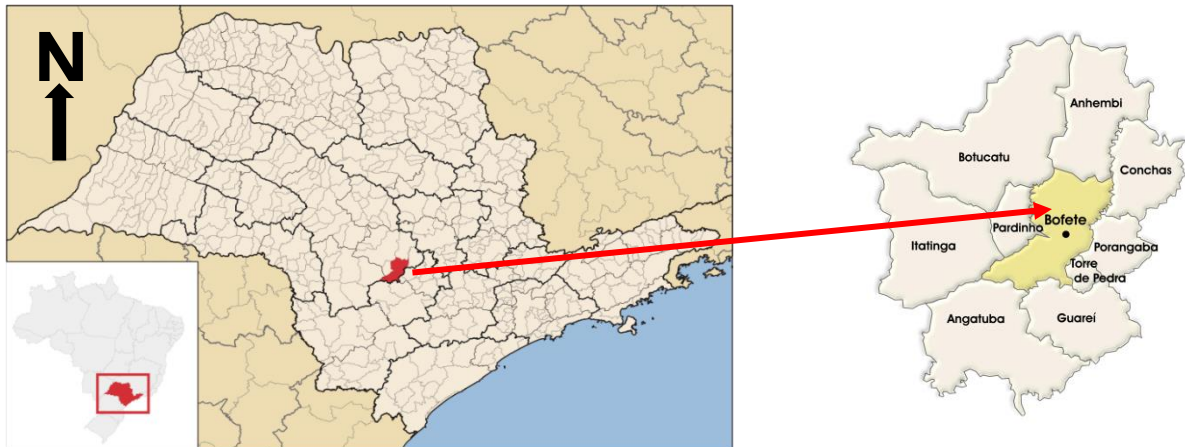 N
Anhembi
Botucatu
Conchas
Bofete
Pardinho
Itatinga
Porangaba
Torre
de Pedra
Angatuba
Guareí